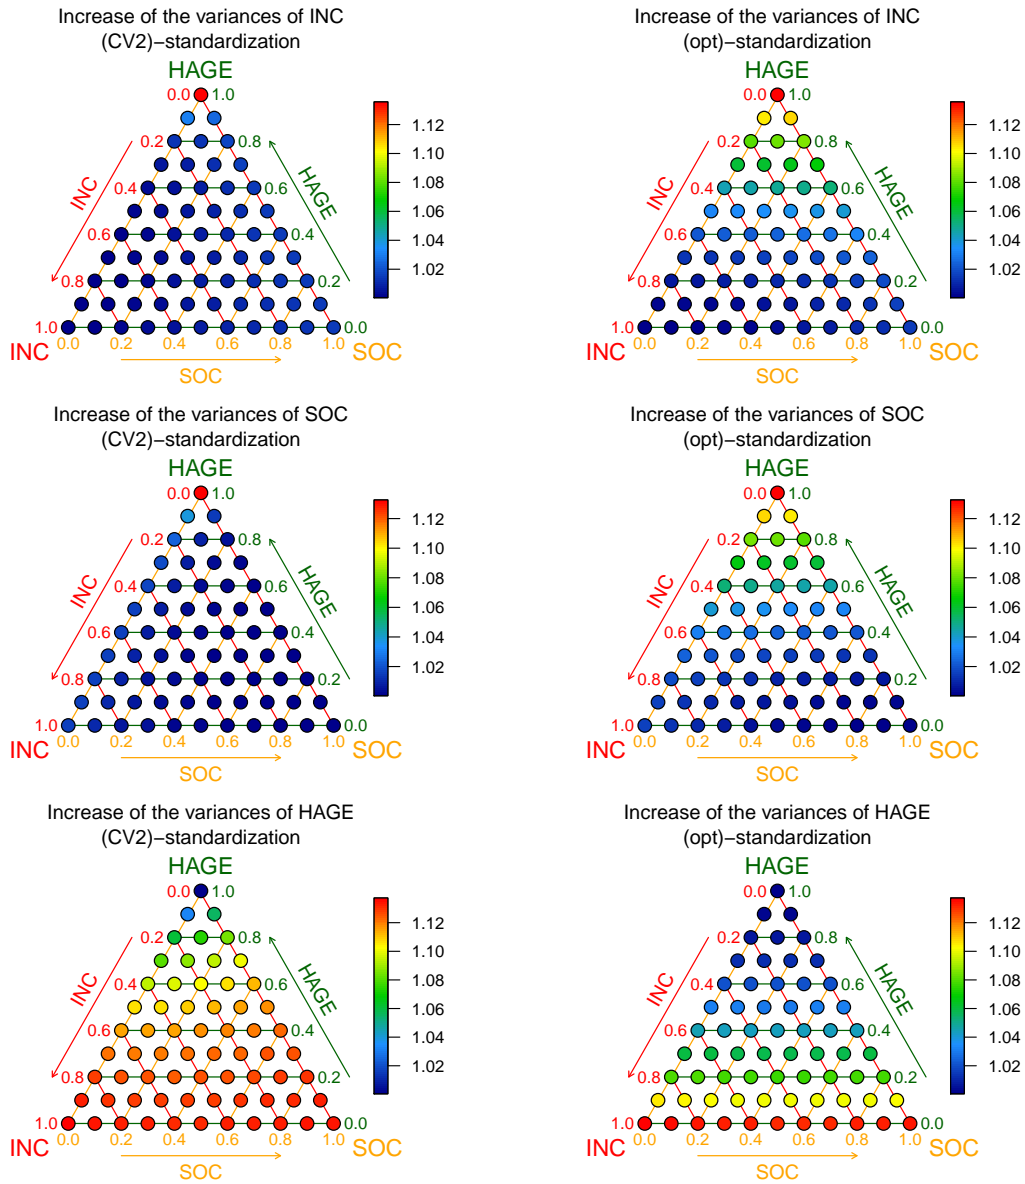 Increase of the variances of INC
(CV2)−standardization
HAGE
0.0 1.0
0.2 0.8
0.4 0.6
0.6 0.4
0.8 0.2
1.0 0.0
INC
HAGE
0.0 0.2 0.4 0.6 0.8 1.0
INC SOC
SOC
1.12
1.10
1.08
1.06
1.04
1.02
Increase of the variances of INC
(opt)−standardization
HAGE
0.0 1.0
0.2 0.8
0.4 0.6
0.6 0.4
0.8 0.2
1.0 0.0
INC
HAGE
0.0 0.2 0.4 0.6 0.8 1.0
INC SOC
SOC
1.12
1.10
1.08
1.06
1.04
1.02
Increase of the variances of SOC
(CV2)−standardization
HAGE
0.0 1.0
0.2 0.8
0.4 0.6
0.6 0.4
0.8 0.2
1.0 0.0
INC
HAGE
0.0 0.2 0.4 0.6 0.8 1.0
INC SOC
SOC
1.12
1.10
1.08
1.06
1.04
1.02
Increase of the variances of SOC
(opt)−standardization
HAGE
0.0 1.0
0.2 0.8
0.4 0.6
0.6 0.4
0.8 0.2
1.0 0.0
INC
HAGE
0.0 0.2 0.4 0.6 0.8 1.0
INC SOC
SOC
1.12
1.10
1.08
1.06
1.04
1.02
Increase of the variances of HAGE
(CV2)−standardization
HAGE
0.0 1.0
0.2 0.8
0.4 0.6
0.6 0.4
0.8 0.2
1.0 0.0
INC
HAGE
0.0 0.2 0.4 0.6 0.8 1.0
INC SOC
SOC
1.12
1.10
1.08
1.06
1.04
1.02
Increase of the variances of HAGE
(opt)−standardization
HAGE
0.0 1.0
0.2 0.8
0.4 0.6
0.6 0.4
0.8 0.2
1.0 0.0
INC
HAGE
0.0 0.2 0.4 0.6 0.8 1.0
INC SOC
SOC
1.12
1.10
1.08
1.06
1.04
1.02